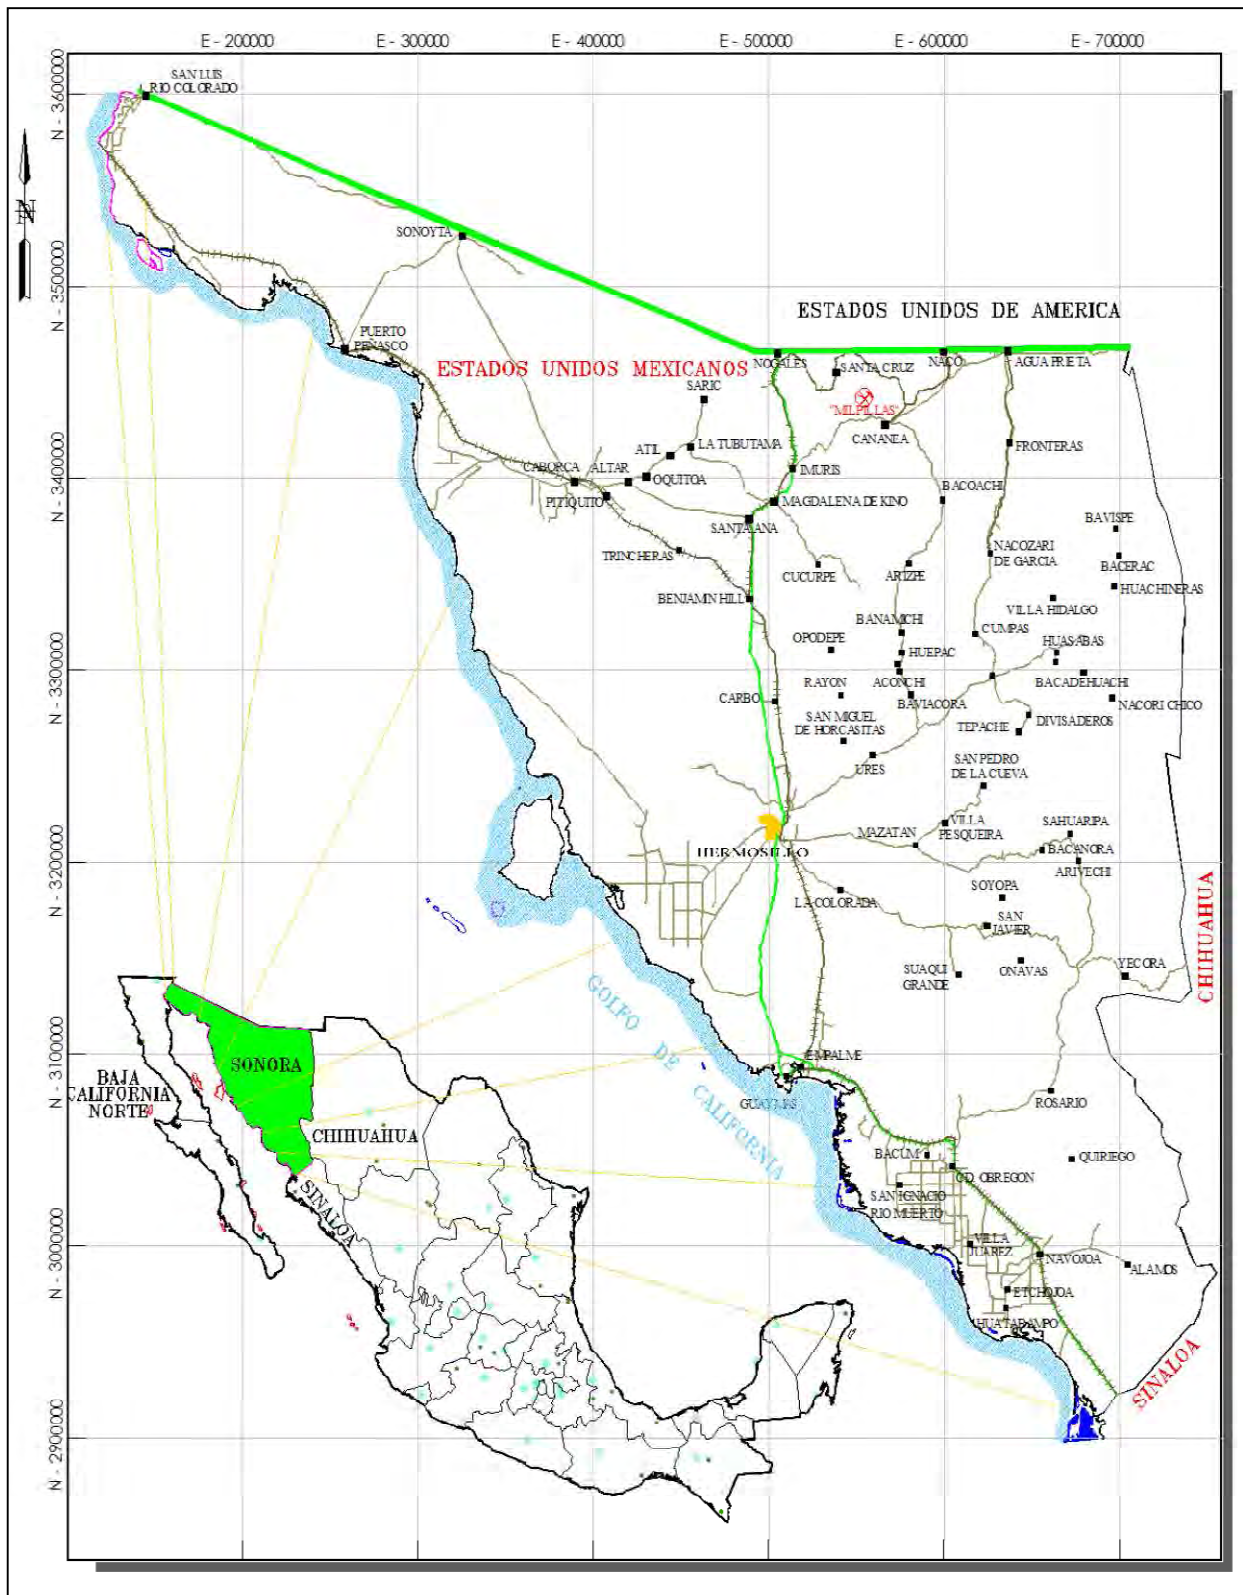 E - 200000
E - 300000
E - 400000
E - 500000
E - 600000
E - 700000
N - 3600000
N - 3500000
N - 3400000
N - 3300000
N - 3200000
N - 3100000
N - 3000000
N - 2900000
N
SAN LUIS
RIO COLORADO
SONOYTA
ESTADOS UNIDOS DE AMERICA
PUERTO
PEÑASCO
ESTADOS UNIDOS MEXICANOS
NOGALES
SANTA CRUZ
NACO
AGUA PRIETA
SARIC
"MILPILLAS"
CANANEA
FRONTERAS
ATIL
LA TUBUTAMA
CABORCA
ALTAR
OQUITOA
IMURIS
PITIQUITO
MAGDALENA DE KINO
BACOACHI
SANTA ANA
BAVISPE
TRINCHERAS
CUCURPE
ARIZPE
NACOZARI
DE GARCIA
BACERAC
HUACHINERAS
BENJAMIN HILL
VILLA HIDALGO
BANAMICHI
OPODEPE
CUMPAS
HUASABAS
HUEPAC
RAYON
ACONCHI
BACADEHUACHI
CARBO
BAVIACORA
NACORI CHICO
SAN MIGUEL
DE HORCASITAS
TEPACHE
DIVISADEROS
URES
SAN PEDRO
DE LA CUEVA
MAZATAN
VILLA
PESQUEIRA
SAHUARIPA
HERMOSILLO
BACANORA
ARIVECHI
LA COLORADA
SOYOPA
SAN
JAVIER
SUAQUI
GRANDE
ONAVAS
YECORA
CHIHUAHUA
GOLFO DE CALIFORNIA
EMPALME
GUAYMAS
ROSARIO
BACUM
CD. OBREGON
QUIRIEGO
SAN IGNACIO
RIO MUERTO
VILLA
JUAREZ
NAVOJOA
ALAMOS
ETCHOJOA
HUATABAMPO
SINALOA
SONORA
BAJA
CALIFORNIA
NORTE
CHIHUAHUA
SINALOA